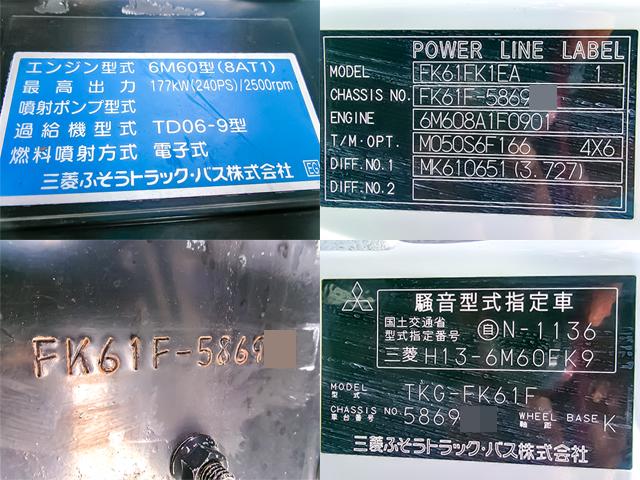 エンジン型式 6M60型(8AT1)
最高出力 177kW(240PS)/2500rpm
噴射ポンプ型式
過給機型式 TD06-9型
燃料噴射方式 電子式
三菱ふそうトラック・バス株式会社 EG
POWER LINE LABEL
MODEL FK61FK1EA 1
CHASSIS NO. FK61F-5869
ENGINE 6M608A1F0901
T/M・OPT. M050S6F166 4X6
DIFF.NO.1 MK610651(3.727)
DIFF.NO.2
FK61F-5869
騒音型式指定車
国土交通省
型式指定番号 自N-1136
三菱 H13-6M60FK9
MODEL
型式 TKG-FK61F
CHASSIS NO.
車台番号 5869 WHEEL BASE
軸距 K
三菱ふそうトラック・バス株式会社